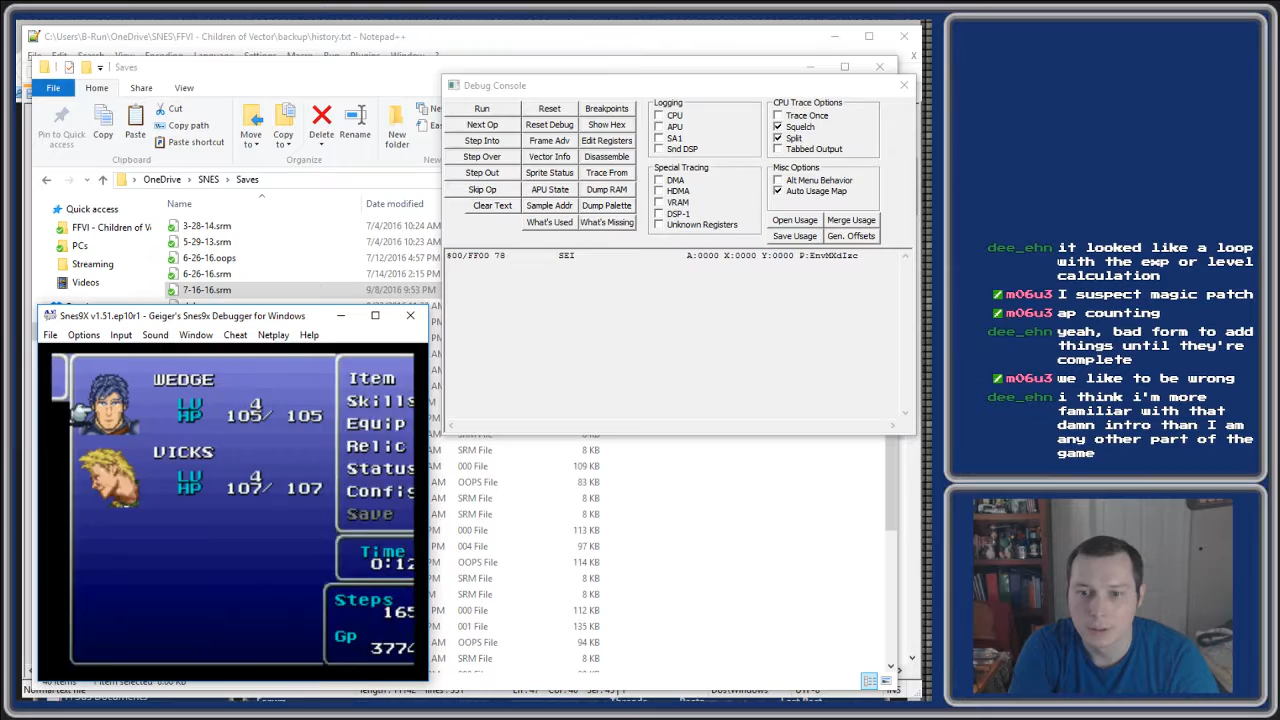 C:\Users\B-Run\OneDrive\SNES\FFVI - Children of Vector\backup\history.txt - Notepad++
Saves
File
Home
Share
View
Pin to Quick access
Copy
Paste
Cut
Copy path
Paste shortcut
Move to
Copy to
Delete
Rename
New folder
Clipboard
Organize
OneDrive
SNES
Saves
Name
Date modified
Quick access
FFVI - Children of V
PCs
Streaming
Videos
3-28-14.srm
7/4/2016 10:24 AM
5-29-13.srm
7/4/2016 10:23 AM
6-26-16.oops
7/12/2016 4:57 PM
6-26-16.srm
7/14/2016 2:15 PM
7-16-16.srm
9/8/2016 9:53 PM
Debug Console
Run
Reset
Breakpoints
Next Op
Reset Debug
Show Hex
Step Into
Frame Adv
Edit Registers
Step Over
Vector Info
Disassemble
Step Out
Sprite Status
Trace From
Skip Op
APU State
Dump RAM
Clear Text
Sample Addr
Dump Palette
What's Used
What's Missing
Logging
CPU
APU
SA1
Snd DSP
CPU Trace Options
Trace Once
Squelch
Split
Tabbed Output
Special Tracing
DMA
HDMA
VRAM
DSP-1
Unknown Registers
Misc Options
Alt Menu Behavior
Auto Usage Map
Open Usage
Merge Usage
Save Usage
Gen. Offsets
$00/FF00 78 SEI A:0000 X:0000 Y:0000 P:EnvMXdIzc
Snes9X v1.51.ep10r1 - Geiger's Snes9x Debugger for Windows
File Options Input Sound Window Cheat Netplay Help
WEDGE
LV 4
HP 105/ 105
VICKS
LV 4
HP 107/ 107
Item
Skills
Equip
Relic
Status
Config
Save
Time
0:12
Steps
165
Gp
3774
000 File
109 KB
OOPS File
83 KB
SRM File
8 KB
SRM File
8 KB
000 File
113 KB
004 File
97 KB
OOPS File
114 KB
SRM File
8 KB
SRM File
8 KB
000 File
112 KB
001 File
135 KB
OOPS File
94 KB
SRM File
8 KB
dee_ehn it looked like a loop
with the exp or level
calculation
m06u3 I suspect magic patch
m06u3 ap counting
dee_ehn yeah, bad form to add
things until they're
complete
m06u3 we like to be wrong
dee_ehn i think i'm more
familiar with that
damn intro than I am
any other part of the
game